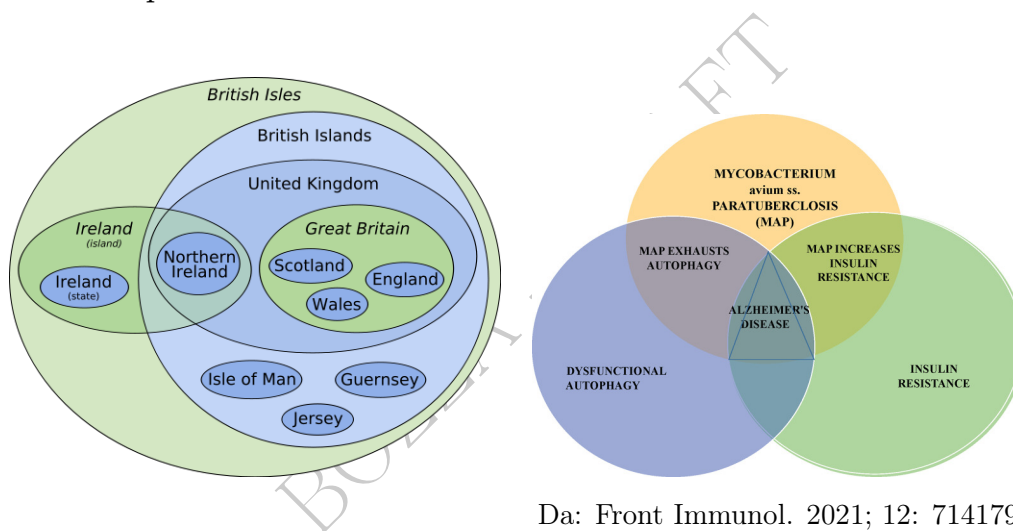 British Isles
British Islands
United Kingdom
Ireland
(island)
Great Britain
Northern
Ireland
Scotland
England
Wales
Ireland
(state)
Isle of Man
Guernsey
Jersey
MYCOBACTERIUM
avium ss.
PARATUBERCLOSIS
(MAP)
MAP EXHAUSTS
AUTOPHAGY
MAP INCREASES
INSULIN
RESISTANCE
ALZHEIMER'S
DISEASE
DYSFUNCTIONAL
AUTOPHAGY
INSULIN
RESISTANCE
Da: Front Immunol. 2021; 12: 714179